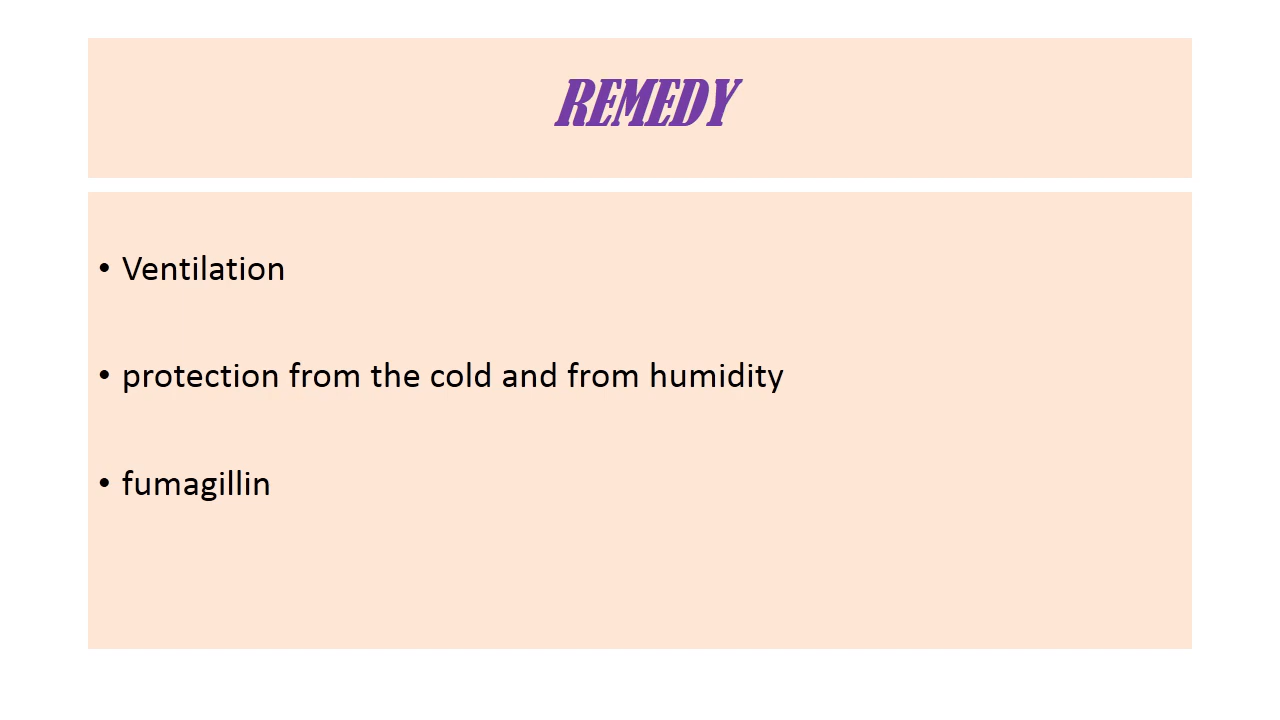 REMEDY
• Ventilation
• protection from the cold and from humidity
• fumagillin